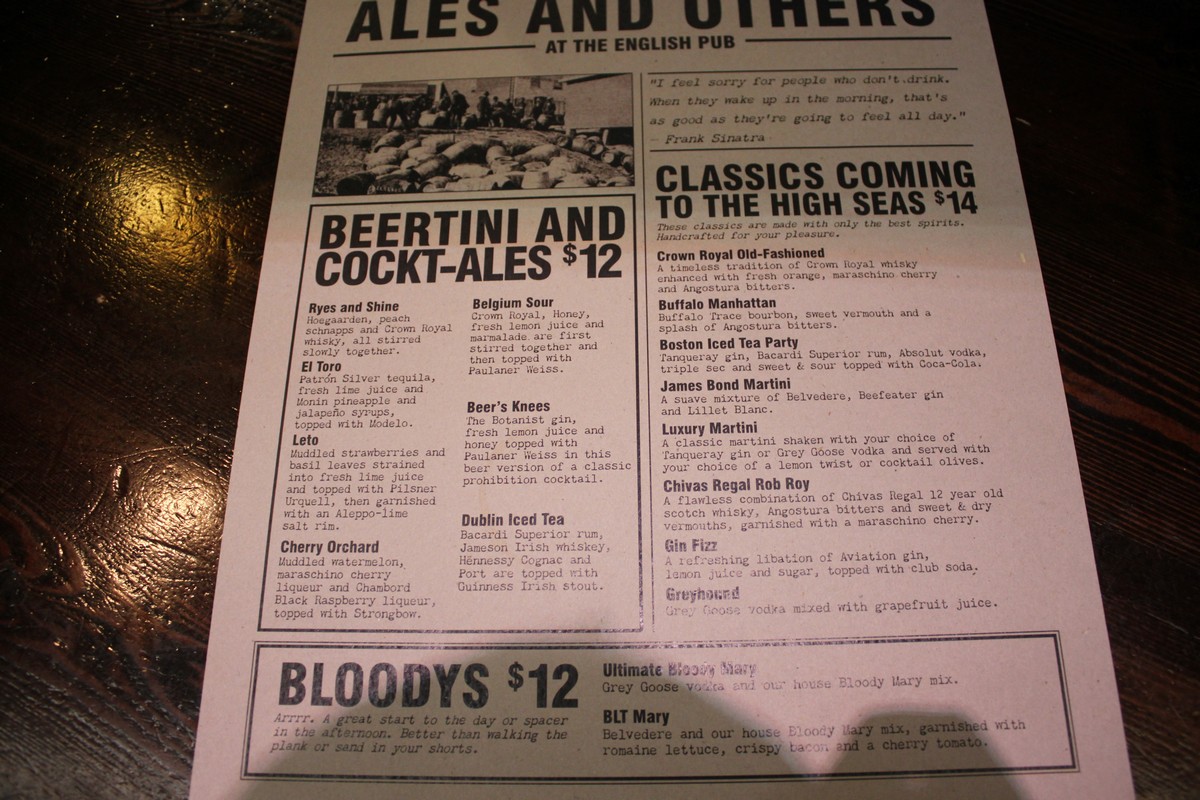 ALES AND OTHERS
AT THE ENGLISH PUB
"I feel sorry for people who don't drink.
When they wake up in the morning, that's
as good as they're going to feel all day."
- Frank Sinatra
BEERTINI AND
COCKT-ALES $12
Ryes and Shine
Hoegaarden, peach
schnapps and Crown Royal
whisky, all stirred
slowly together.
El Toro
Patrón Silver tequila,
fresh lime juice and
Monin pineapple and
jalapeño syrups,
topped with Modelo.
Leto
Muddled strawberries and
basil leaves strained
into fresh lime juice
and topped with Pilsner
Urquell, then garnished
with an Aleppo-lime
salt rim.
Cherry Orchard
Muddled watermelon,
maraschino cherry
liqueur and Chambord
Black Raspberry liqueur,
topped with Strongbow.
Belgium Sour
Crown Royal, Honey,
fresh lemon juice and
marmalade are first
stirred together and
then topped with
Paulaner Weiss.
Beer's Knees
The Botanist gin,
fresh lemon juice and
honey topped with
Paulaner Weiss in this
beer version of a classic
prohibition cocktail.
Dublin Iced Tea
Bacardi Superior rum,
Jameson Irish whiskey,
Hennessy Cognac and
Port are topped with
Guinness Irish stout.
CLASSICS COMING
TO THE HIGH SEAS $14
These classics are made with only the best spirits.
Handcrafted for your pleasure.
Crown Royal Old-Fashioned
A timeless tradition of Crown Royal whisky
enhanced with fresh orange, maraschino cherry
and Angostura bitters.
Buffalo Manhattan
Buffalo Trace bourbon, sweet vermouth and a
splash of Angostura bitters.
Boston Iced Tea Party
Tanqueray gin, Bacardi Superior rum, Absolut vodka,
triple sec and sweet & sour topped with Coca-Cola.
James Bond Martini
A suave mixture of Belvedere, Beefeater gin
and Lillet Blanc.
Luxury Martini
A classic martini shaken with your choice of
Tanqueray gin or Grey Goose vodka and served with
your choice of a lemon twist or cocktail olives.
Chivas Regal Rob Roy
A flawless combination of Chivas Regal 12 year old
scotch whisky, Angostura bitters and sweet & dry
vermouths, garnished with a maraschino cherry.
Gin Fizz
A refreshing libation of Aviation gin,
lemon juice and sugar, topped with club soda.
Greyhound
Grey Goose vodka mixed with grapefruit juice.
BLOODYS $12
Arrrr. A great start to the day or spacer
in the afternoon. Better than walking the
plank or sand in your shorts.
Ultimate Bloody Mary
Grey Goose vodka and our house Bloody Mary mix.
BLT Mary
Belvedere and our house Bloody Mary mix, garnished with
romaine lettuce, crispy bacon and a cherry tomato.